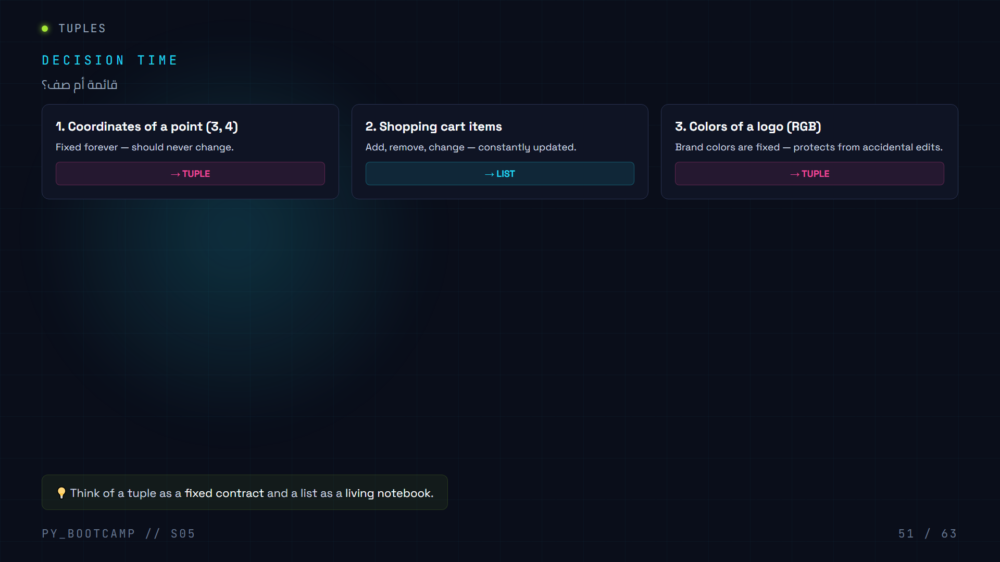 TUPLES
DECISION TIME
قائمة أم صف؟
1. Coordinates of a point (3, 4)
Fixed forever — should never change.
→ TUPLE
2. Shopping cart items
Add, remove, change — constantly updated.
→ LIST
3. Colors of a logo (RGB)
Brand colors are fixed — protects from accidental edits.
→ TUPLE
💡 Think of a tuple as a fixed contract and a list as a living notebook.
PY_BOOTCAMP // S05
51 / 63